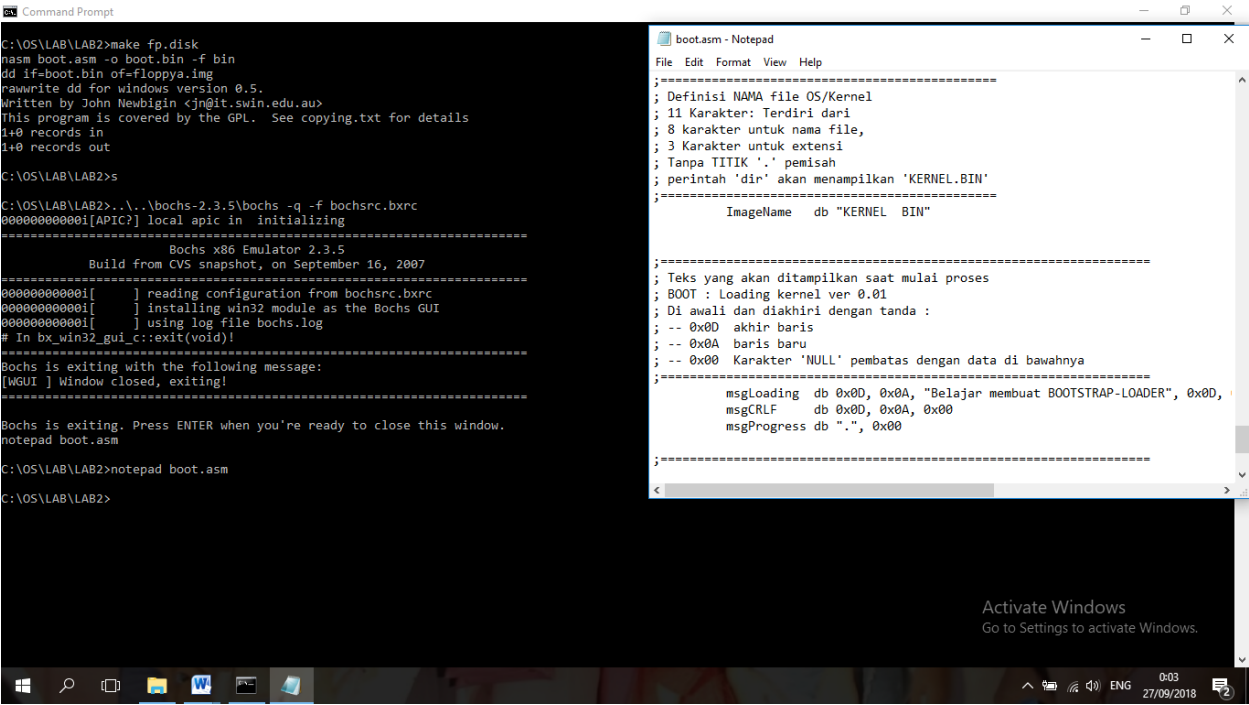 Command Prompt
C:\OS\LAB\LAB2>make fp.disk
nasm boot.asm -o boot.bin -f bin
dd if=boot.bin of=floppya.img
rawwrite dd for windows version 0.5.
Written by John Newbigin <jn@it.swin.edu.au>
This program is covered by the GPL.  See copying.txt for details
1+0 records in
1+0 records out
C:\OS\LAB\LAB2>s
C:\OS\LAB\LAB2>..\..\bochs-2.3.5\bochs -q -f bochsrc.bxrc
00000000000i[APIC?] local apic in  initializing
========================================================================
Bochs x86 Emulator 2.3.5
Build from CVS snapshot, on September 16, 2007
========================================================================
00000000000i[     ] reading configuration from bochsrc.bxrc
00000000000i[     ] installing win32 module as the Bochs GUI
00000000000i[     ] using log file bochs.log
# In bx_win32_gui_c::exit(void)!
========================================================================
Bochs is exiting with the following message:
[WGUI ] Window closed, exiting!
========================================================================
Bochs is exiting. Press ENTER when you're ready to close this window.
notepad boot.asm
C:\OS\LAB\LAB2>notepad boot.asm
C:\OS\LAB\LAB2>
boot.asm - Notepad
File Edit Format View Help
;==============================================
; Definisi NAMA file OS/Kernel
; 11 Karakter: Terdiri dari
; 8 karakter untuk nama file,
; 3 Karakter untuk extensi
; Tanpa TITIK '.' pemisah
; perintah 'dir' akan menampilkan 'KERNEL.BIN'
;==============================================
ImageName   db "KERNEL  BIN"
;===================================================================
; Teks yang akan ditampilkan saat mulai proses
; BOOT : Loading kernel ver 0.01
; Di awali dan diakhiri dengan tanda :
; -- 0x0D  akhir baris
; -- 0x0A  baris baru
; -- 0x00  Karakter 'NULL' pembatas dengan data di bawahnya
;===================================================================
msgLoading  db 0x0D, 0x0A, "Belajar membuat BOOTSTRAP-LOADER", 0x0D,
msgCRLF     db 0x0D, 0x0A, 0x00
msgProgress db ".", 0x00
;===================================================================
Activate Windows
Go to Settings to activate Windows.
ENG
0:03
27/09/2018
2